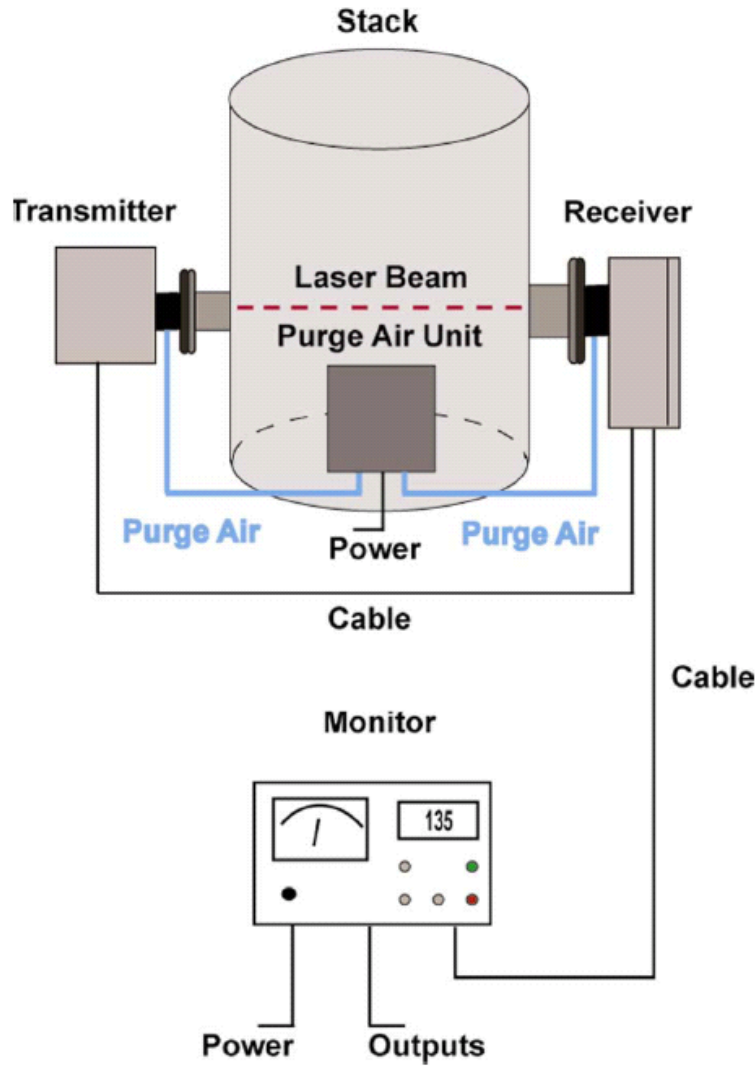 Stack
Transmitter
Receiver
Laser Beam
Purge Air Unit
Purge Air
Power
Purge Air
Cable
Cable
Monitor
135
Power
Outputs